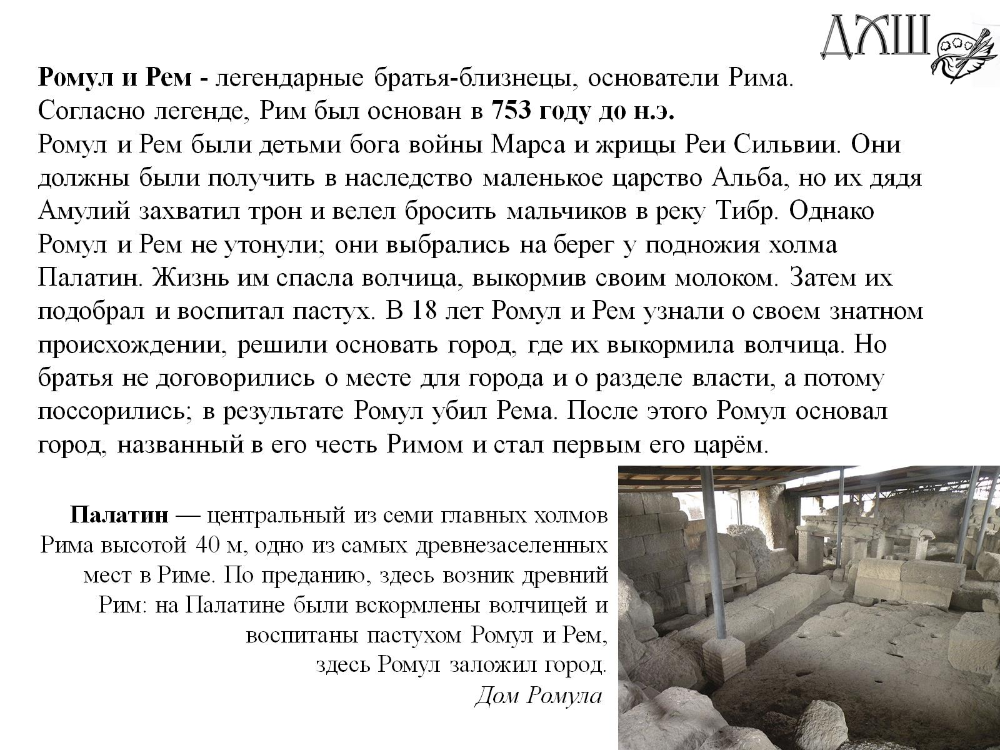 ДХШ
Ромул и Рем - легендарные братья-близнецы, основатели Рима.
Согласно легенде, Рим был основан в 753 году до н.э.
Ромул и Рем были детьми бога войны Марса и жрицы Реи Сильвии. Они
должны были получить в наследство маленькое царство Альба, но их дядя
Амулий захватил трон и велел бросить мальчиков в реку Тибр. Однако
Ромул и Рем не утонули; они выбрались на берег у подножия холма
Палатин. Жизнь им спасла волчица, выкормив своим молоком. Затем их
подобрал и воспитал пастух. В 18 лет Ромул и Рем узнали о своем знатном
происхождении, решили основать город, где их выкормила волчица. Но
братья не договорились о месте для города и о разделе власти, а потому
поссорились; в результате Ромул убил Рема. После этого Ромул основал
город, названный в его честь Римом и стал первым его царём.
Палатин — центральный из семи главных холмов
Рима высотой 40 м, одно из самых древнезаселенных
мест в Риме. По преданию, здесь возник древний
Рим: на Палатине были вскормлены волчицей и
воспитаны пастухом Ромул и Рем,
здесь Ромул заложил город.
Дом Ромула